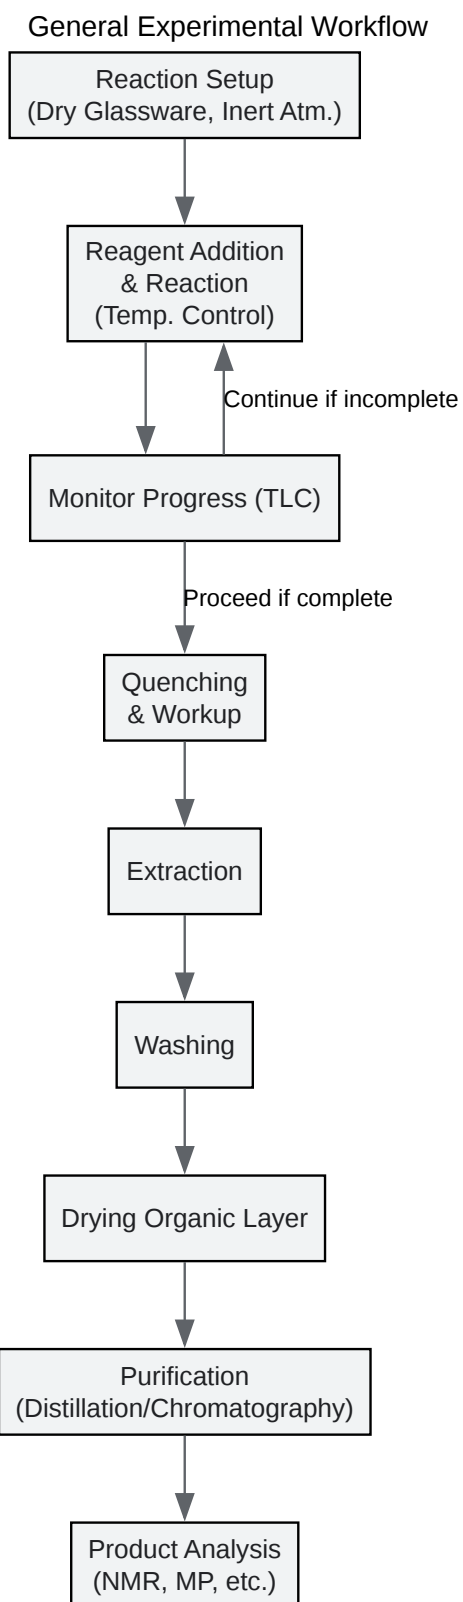 General Experimental Workflow
Reaction Setup
(Dry Glassware, Inert Atm.)
Reagent Addition
& Reaction
(Temp. Control)
Continue if incomplete
Monitor Progress (TLC)
Proceed if complete
Quenching
& Workup
Extraction
Washing
Drying Organic Layer
Purification
(Distillation/Chromatography)
Product Analysis
(NMR, MP, etc.)